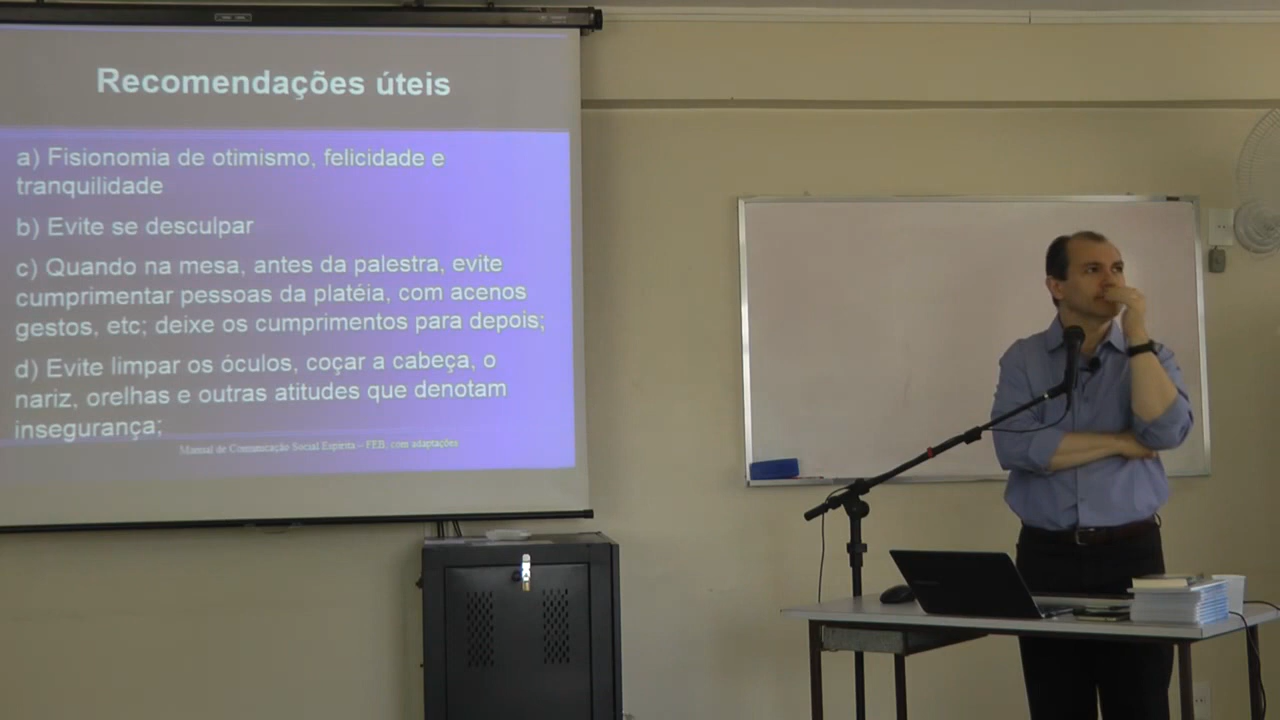 Recomendações úteis
a) Fisionomia de otimismo, felicidade e
tranquilidade
b) Evite se desculpar
c) Quando na mesa, antes da palestra, evite
cumprimentar pessoas da platéia, com acenos
gestos, etc; deixe os cumprimentos para depois;
d) Evite limpar os óculos, coçar a cabeça, o
nariz, orelhas e outras atitudes que denotam
insegurança;
Manual de Comunicação Social Espírita – FEB, com adaptações